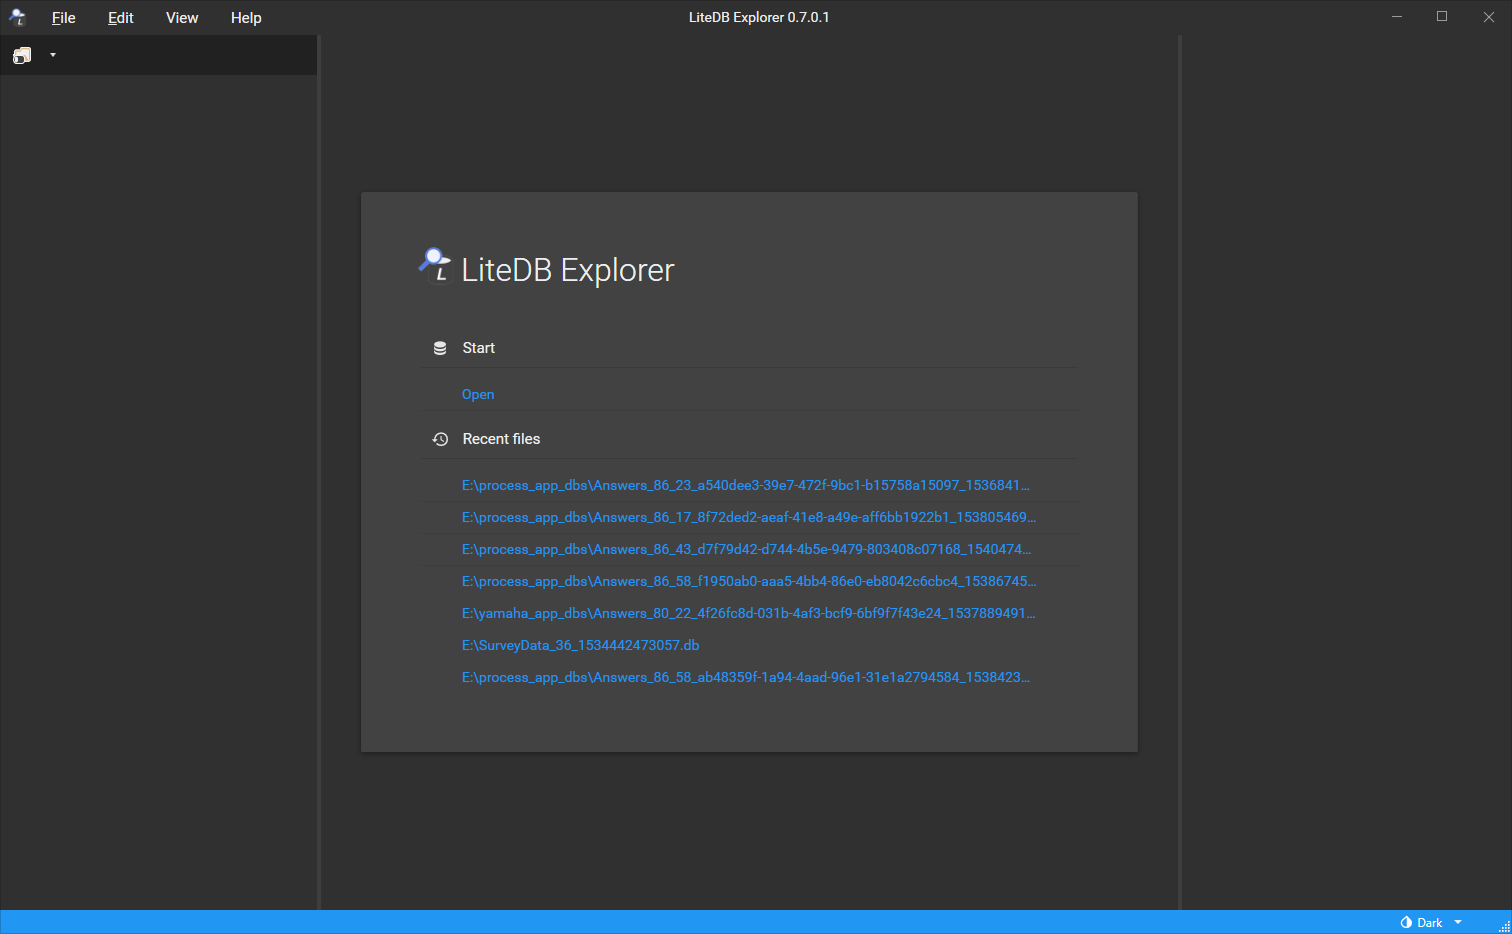 File Edit View Help LiteDB Explorer 0.7.0.1
LiteDB Explorer
Start
Open
Recent files
E:\process_app_dbs\Answers_86_23_a540dee3-39e7-472f-9bc1-b15758a15097_1536841...
E:\process_app_dbs\Answers_86_17_8f72ded2-aeaf-41e8-a49e-aff6bb1922b1_153805469...
E:\process_app_dbs\Answers_86_43_d7f79d42-d744-4b5e-9479-803408c07168_1540474...
E:\process_app_dbs\Answers_86_58_f1950ab0-aaa5-4bb4-86e0-eb8042c6cbc4_15386745...
E:\yamaha_app_dbs\Answers_80_22_4f26fc8d-031b-4af3-bcf9-6bf9f7f43e24_1537889491...
E:\SurveyData_36_1534442473057.db
E:\process_app_dbs\Answers_86_58_ab48359f-1a94-4aad-96e1-31e1a2794584_1538423...
Dark